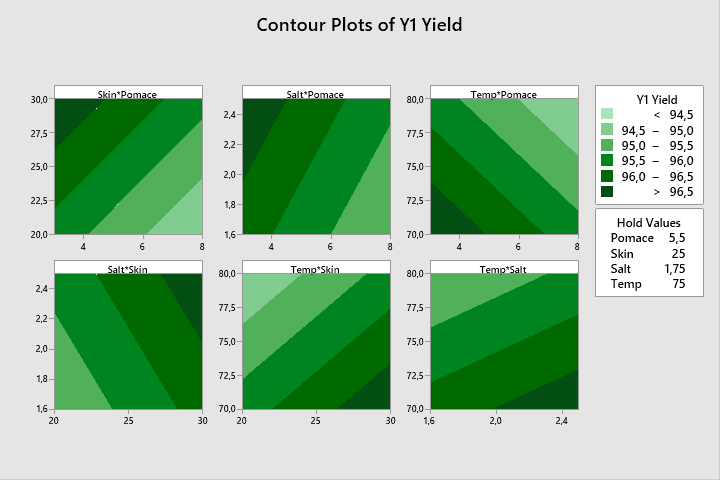 Contour Plots of Y1 Yield
Skin*Pomace
30,0
27,5
25,0
22,5
20,0
4
6
8
Salt*Pomace
2,4
2,2
2,0
1,8
1,6
4
6
8
Temp*Pomace
80,0
77,5
75,0
72,5
70,0
4
6
8
Y1 Yield
< 94,5
94,5 – 95,0
95,0 – 95,5
95,5 – 96,0
96,0 – 96,5
> 96,5
Hold Values
Pomace 5,5
Skin 25
Salt 1,75
Temp 75
Salt*Skin
2,4
2,2
2,0
1,8
1,6
20
25
30
Temp*Skin
80,0
77,5
75,0
72,5
70,0
20
25
30
Temp*Salt
80,0
77,5
75,0
72,5
70,0
1,6
2,0
2,4